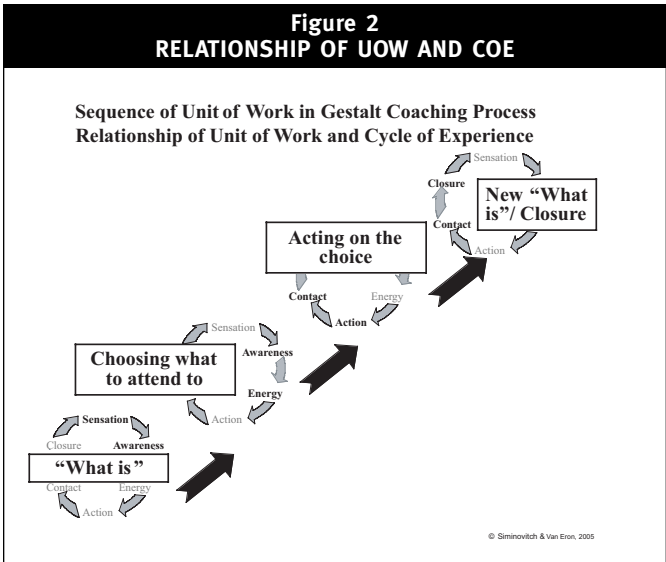 Figure 2
RELATIONSHIP OF UOW AND COE
Sequence of Unit of Work in Gestalt Coaching Process
Relationship of Unit of Work and Cycle of Experience
Sensation
Closure
New “What
is”/ Closure
Contact
Action
Acting on the
choice
Contact
Energy
Action
Sensation
Awareness
Choosing what
to attend to
Energy
Action
Sensation
Closure
Awareness
“What is”
Contact
Energy
Action
© Siminovitch & Van Eron, 2005